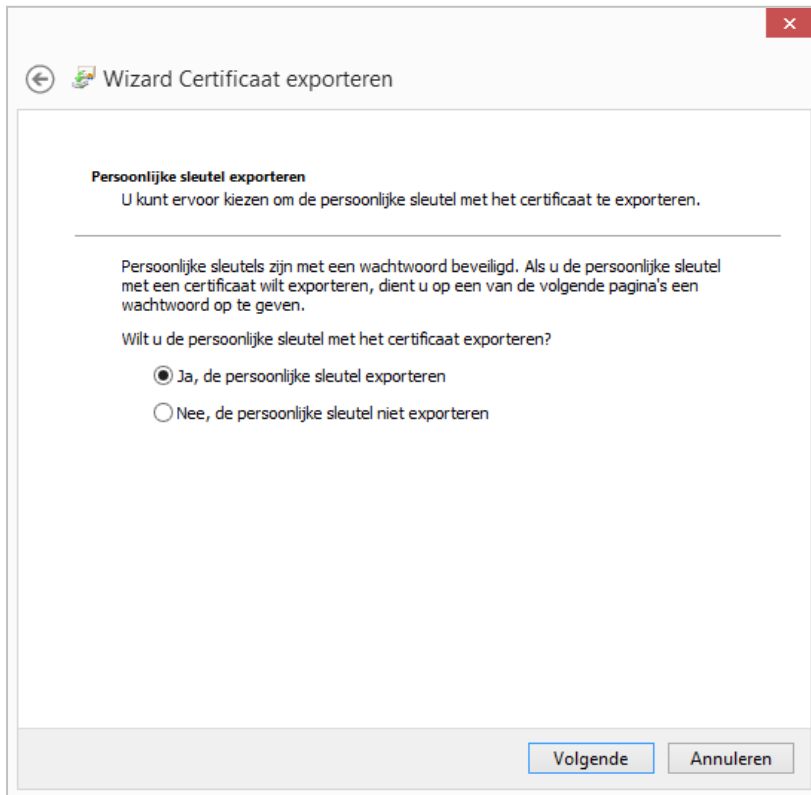 Wizard Certificaat exporteren
Persoonlijke sleutel exporteren
U kunt ervoor kiezen om de persoonlijke sleutel met het certificaat te exporteren.
Persoonlijke sleutels zijn met een wachtwoord beveiligd. Als u de persoonlijke sleutel
met een certificaat wilt exporteren, dient u op een van de volgende pagina's een
wachtwoord op te geven.
Wilt u de persoonlijke sleutel met het certificaat exporteren?
Ja, de persoonlijke sleutel exporteren
Nee, de persoonlijke sleutel niet exporteren
Volgende
Annuleren